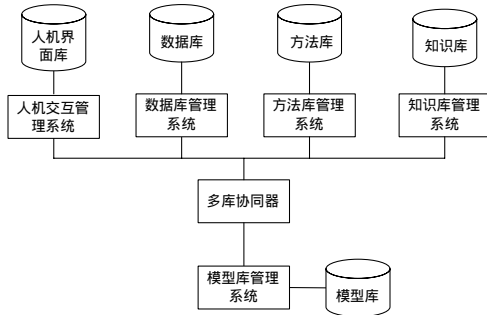 人机界
面库
数据库
方法库
知识库
人机交互管
理系统
数据库管理
系统
方法库管理
系统
知识库管理
系统
多库协同器
模型库管理
系统
模型库